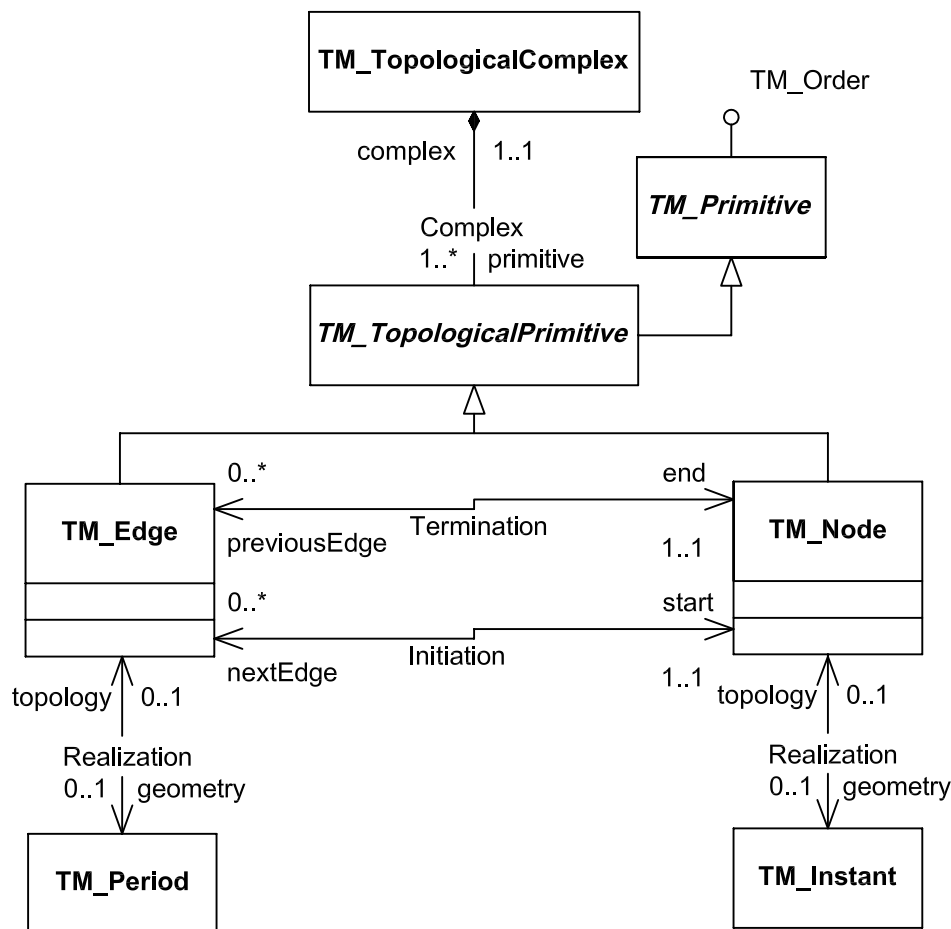 TM_TopologicalComplex
TM_Order
complex 1..1
TM_Primitive
Complex
1..* primitive
TM_TopologicalPrimitive
0..* end
TM_Edge Termination TM_Node
previousEdge 1..1
0..* start
Initiation
nextEdge 1..1
topology 0..1 topology 0..1
Realization Realization
0..1 geometry 0..1 geometry
TM_Period TM_Instant